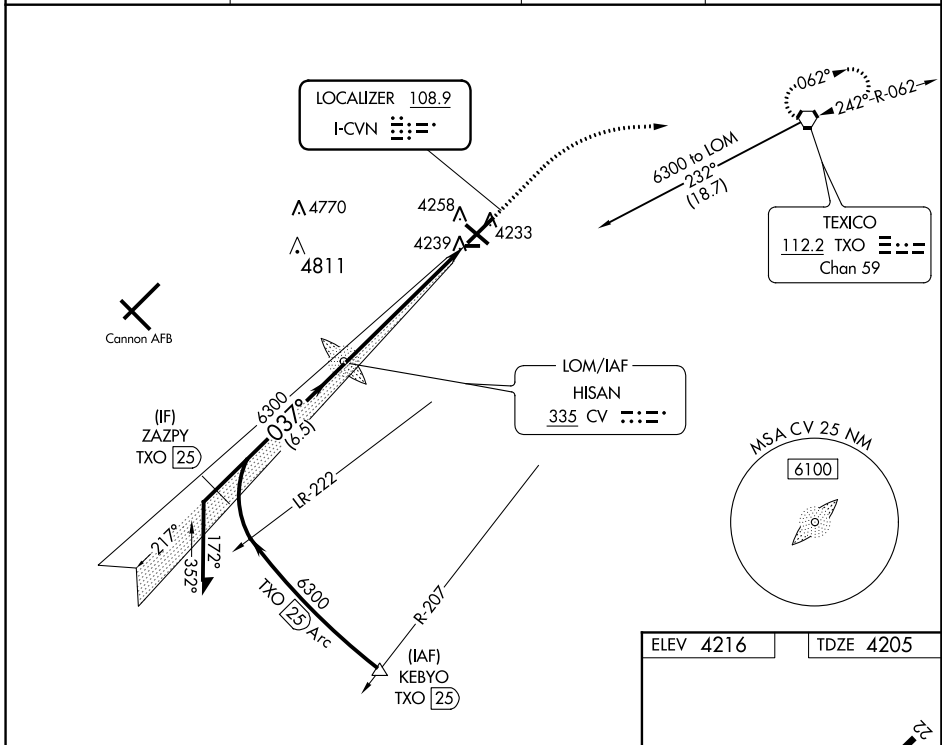 LOCALIZER 108.9
I-CVN
062°
242°-R-062
6300 to LOM
232°
(18.7)
4770
4258
4233
4239
4811
TEXICO
112.2 TXO
Chan 59
Cannon AFB
LOM/IAF
HISAN
335 CV
6300
037°
(6.5)
(IF)
ZAZPY
TXO 25
MSA CV 25 NM
6100
LR-222
217°
352°
172°
6300
TXO 25 Arc
R-207
(IAF)
KEBYO
TXO 25
ELEV 4216
TDZE 4205
22